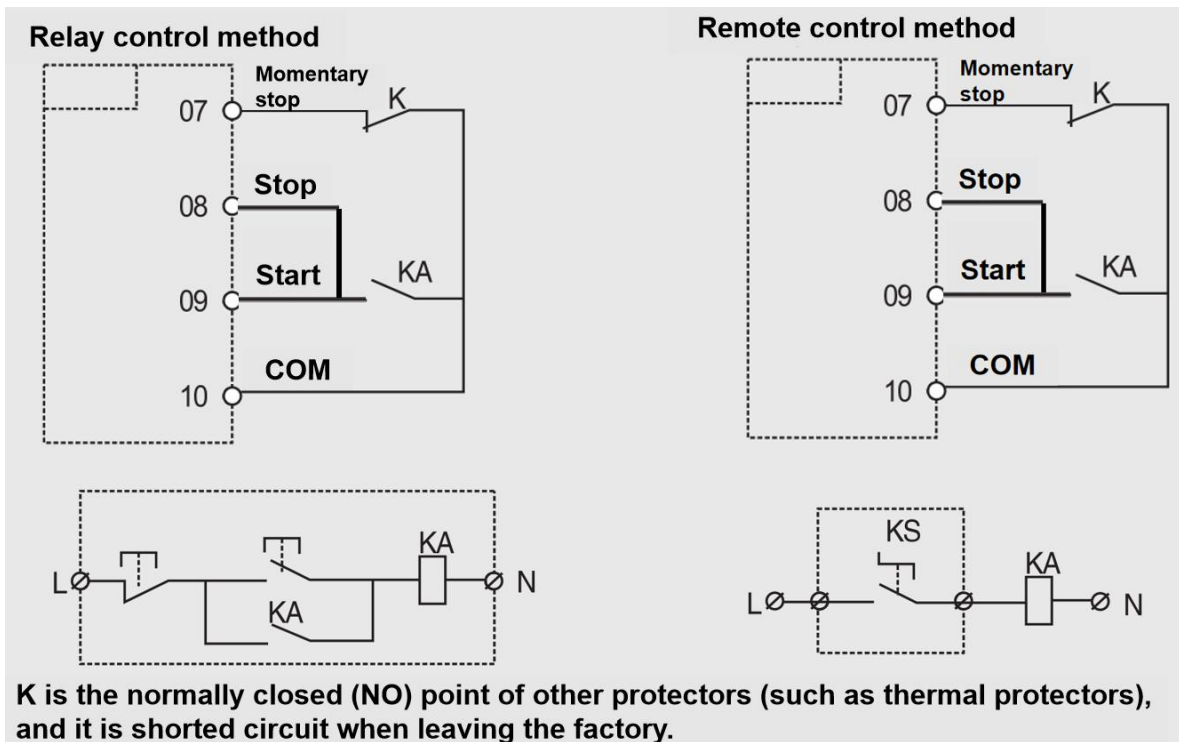 Relay control method
Momentary
stop
K
07
Stop
08
Start
KA
09
COM
10
KA
L
N
KA
Remote control method
Momentary
stop
K
07
Stop
08
Start
KA
09
COM
10
KS
KA
L
N
K is the normally closed (NO) point of other protectors (such as thermal protectors),
and it is shorted circuit when leaving the factory.